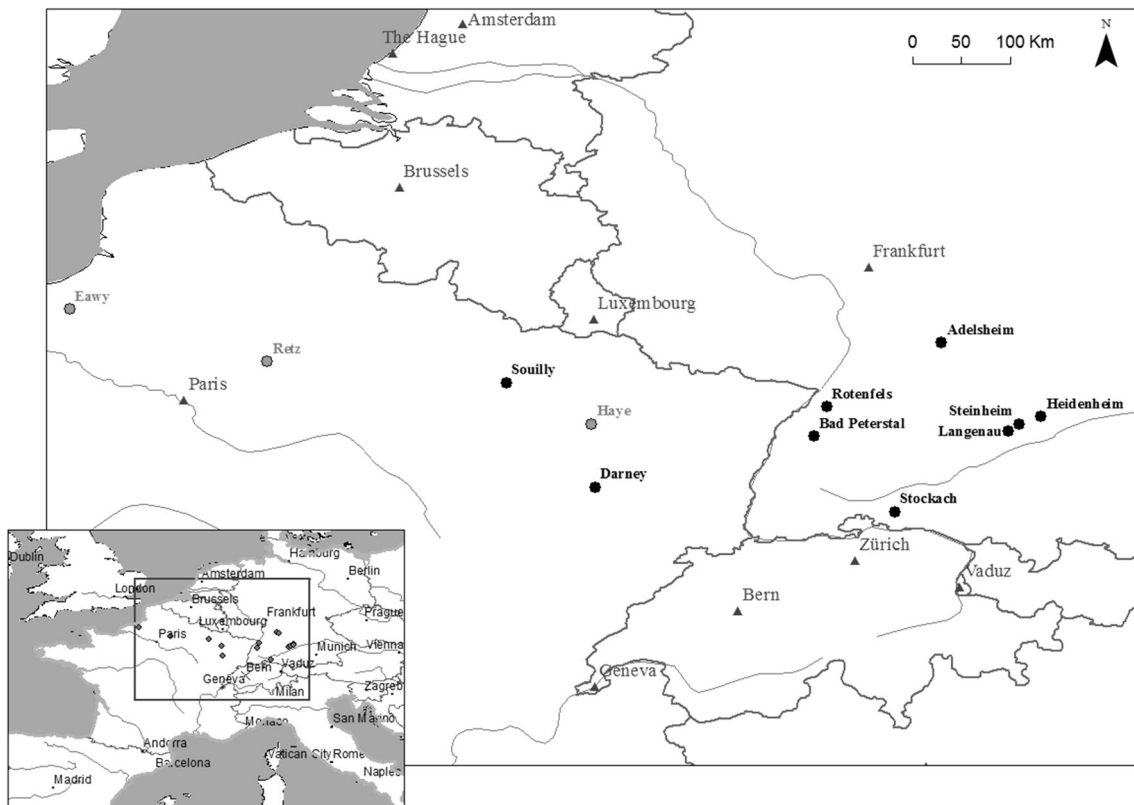 Amsterdam
The Hague
N
0 50 100 Km
Brussels
Frankfurt
Eawy
Luxembourg
Adelsheim
Retz
Souilly
Paris
Rotenfels
Heidenheim
Haye
Steinheim
Bad Peterstal
Langenau
Darney
Stockach
Zürich
Vaduz
Bern
Geneva
Dublin
Hamburg
Amsterdam
Berlin
London
Brussels
Frankfurt
Prague
Luxembourg
Paris
Munich
Vienna
Bern
Vaduz
Geneva
Milan
Zagreb
Monaco
San Marino
Andorra
Vatican City
Rome
Barcelona
Madrid
Naples